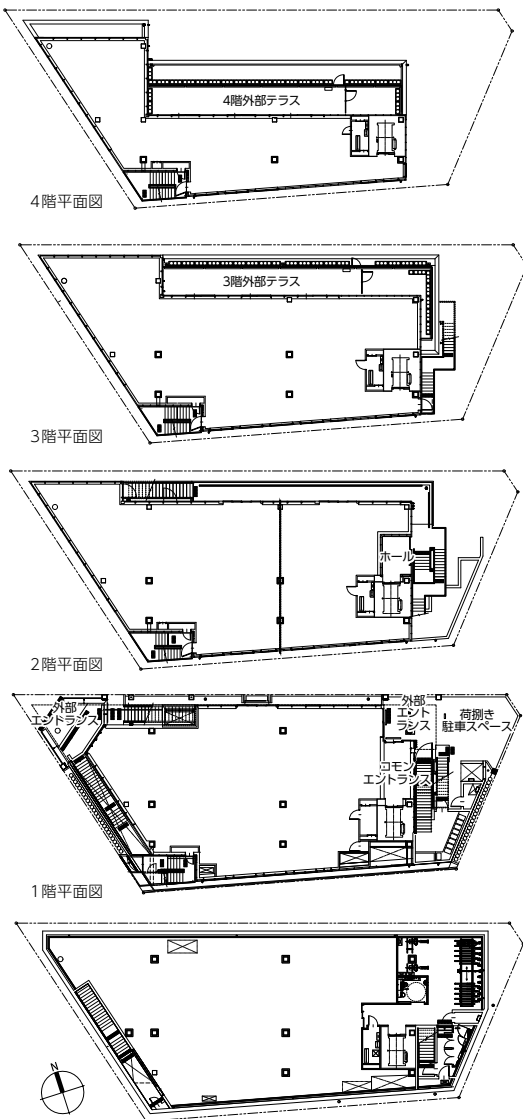 4階外部テラス
4階平面図
3階外部テラス
3階平面図
ホール
2階平面図
外部
エントランス
外部
エント
ランス
荷捌き
駐車スペース
コモン
エントランス
1階平面図
N